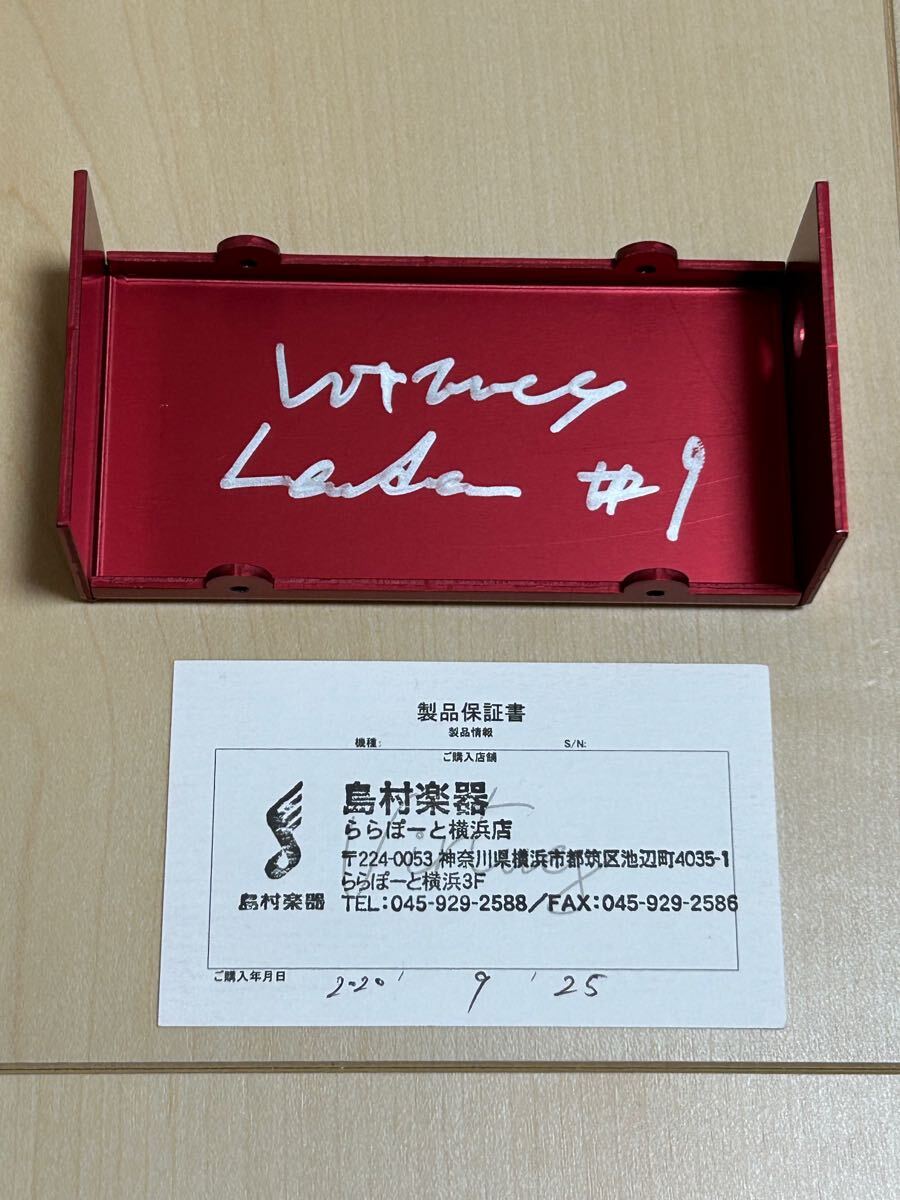 Lantana #9
製品保証書
製品情報
機種:
S/N:
ご購入店舗
島村楽器
ららぽーと横浜店
〒224-0053 神奈川県横浜市都筑区池辺町4035-1
ららぽーと横浜3F
島村楽器
TEL:045-929-2588/FAX:045-929-2586
ご購入年月日
2020' 9 ' 25